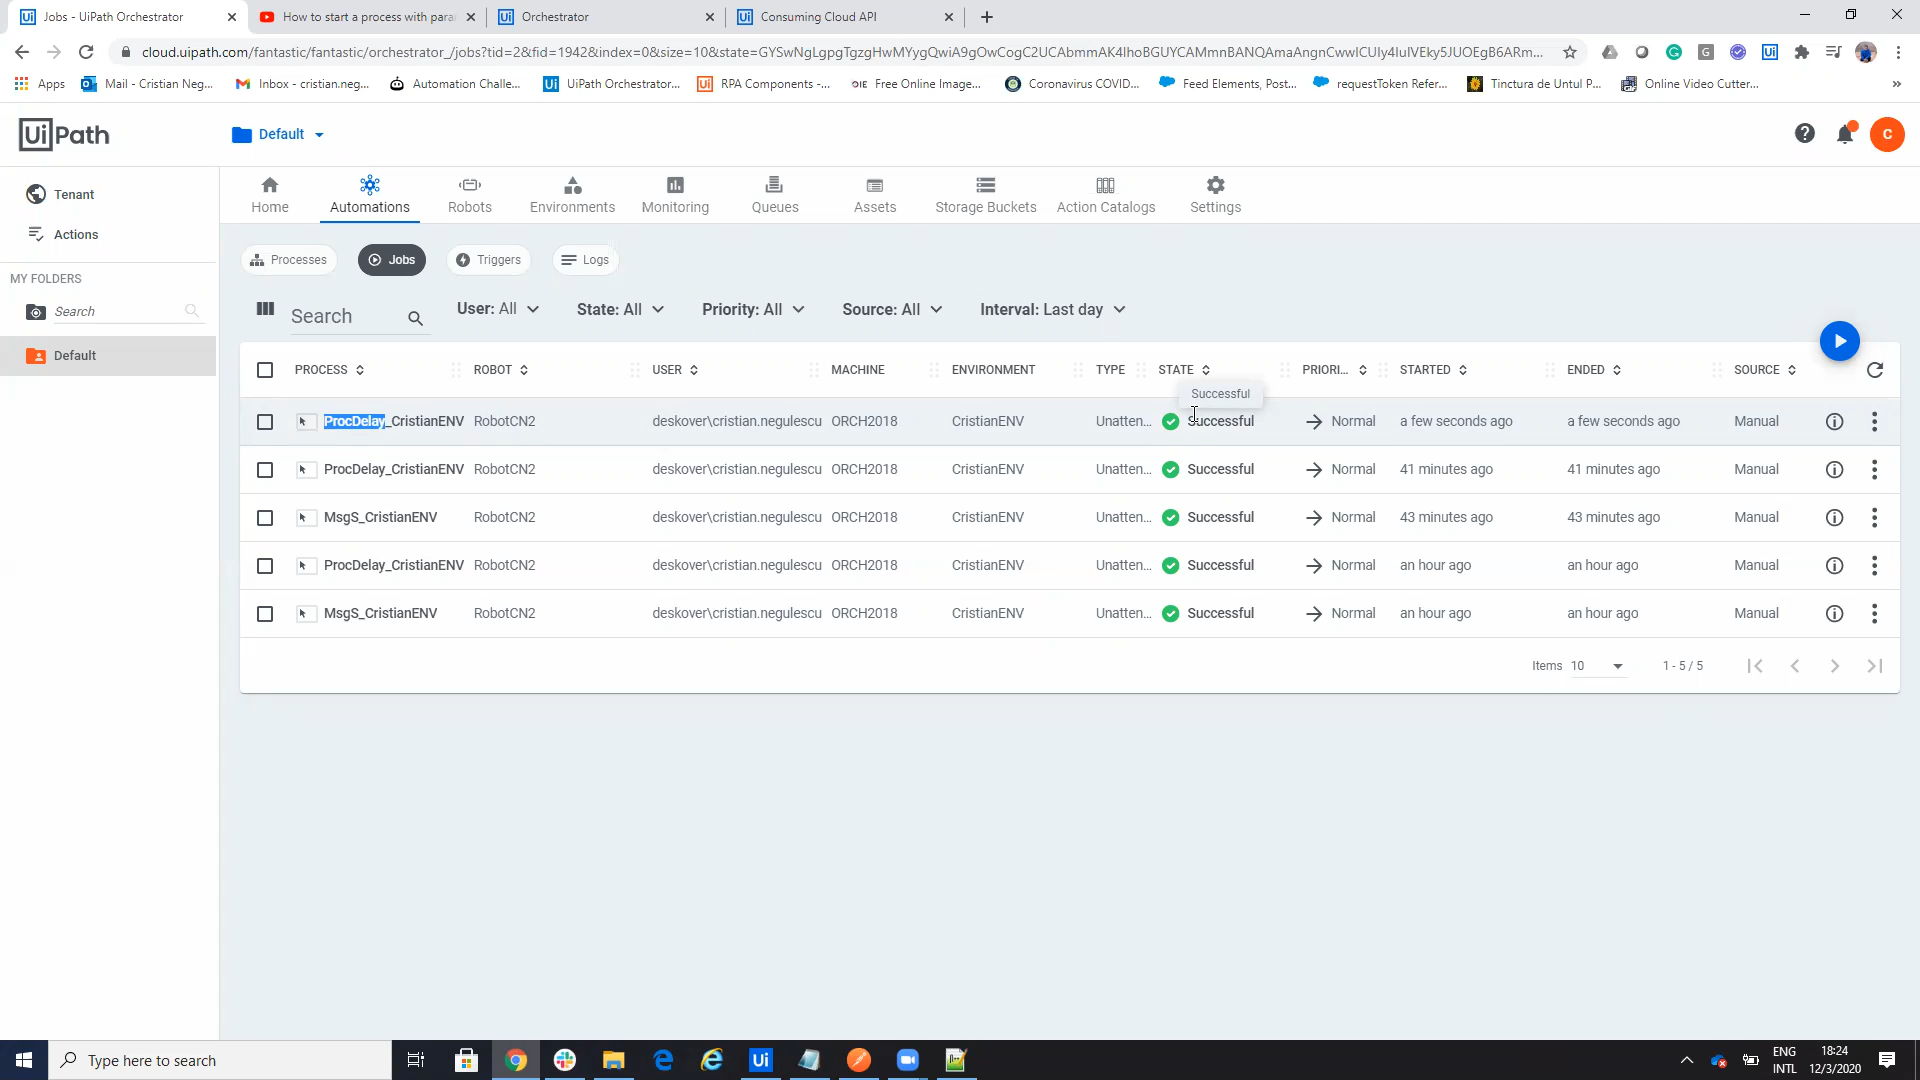 Jobs - UiPath Orchestrator
How to start a process with para
Orchestrator
Consuming Cloud API
cloud.uipath.com/fantastic/fantastic/orchestrator_/jobs?tid=2&fid=1942&index=0&size=10&state=
Apps
Mail - Cristian Neg...
Inbox - cristian.neg...
Automation Challe...
UiPath Orchestrator...
RPA Components -...
Free Online Image...
Coronavirus COVID...
Feed Elements, Post...
requestToken Refer...
Tinctura de Untul P...
Online Video Cutter...
UiPath
Default
C
Tenant
Actions
MY FOLDERS
Search
Default
Home
Automations
Robots
Environments
Monitoring
Queues
Assets
Storage Buckets
Action Catalogs
Settings
Processes
Jobs
Triggers
Logs
Search
User: All
State: All
Priority: All
Source: All
Interval: Last day
PROCESS ROBOT USER MACHINE ENVIRONMENT TYPE STATE PRIORI... STARTED ENDED SOURCE
Successful
ProcDelay_CristianENV RobotCN2 deskover\cristian.negulescu ORCH2018 CristianENV Unatten... Successful Normal a few seconds ago a few seconds ago Manual
ProcDelay_CristianENV RobotCN2 deskover\cristian.negulescu ORCH2018 CristianENV Unatten... Successful Normal 41 minutes ago 41 minutes ago Manual
MsgS_CristianENV RobotCN2 deskover\cristian.negulescu ORCH2018 CristianENV Unatten... Successful Normal 43 minutes ago 43 minutes ago Manual
ProcDelay_CristianENV RobotCN2 deskover\cristian.negulescu ORCH2018 CristianENV Unatten... Successful Normal an hour ago an hour ago Manual
MsgS_CristianENV RobotCN2 deskover\cristian.negulescu ORCH2018 CristianENV Unatten... Successful Normal an hour ago an hour ago Manual
Items 10 1 - 5 / 5
Type here to search
ENG
INTL
18:24
12/3/2020